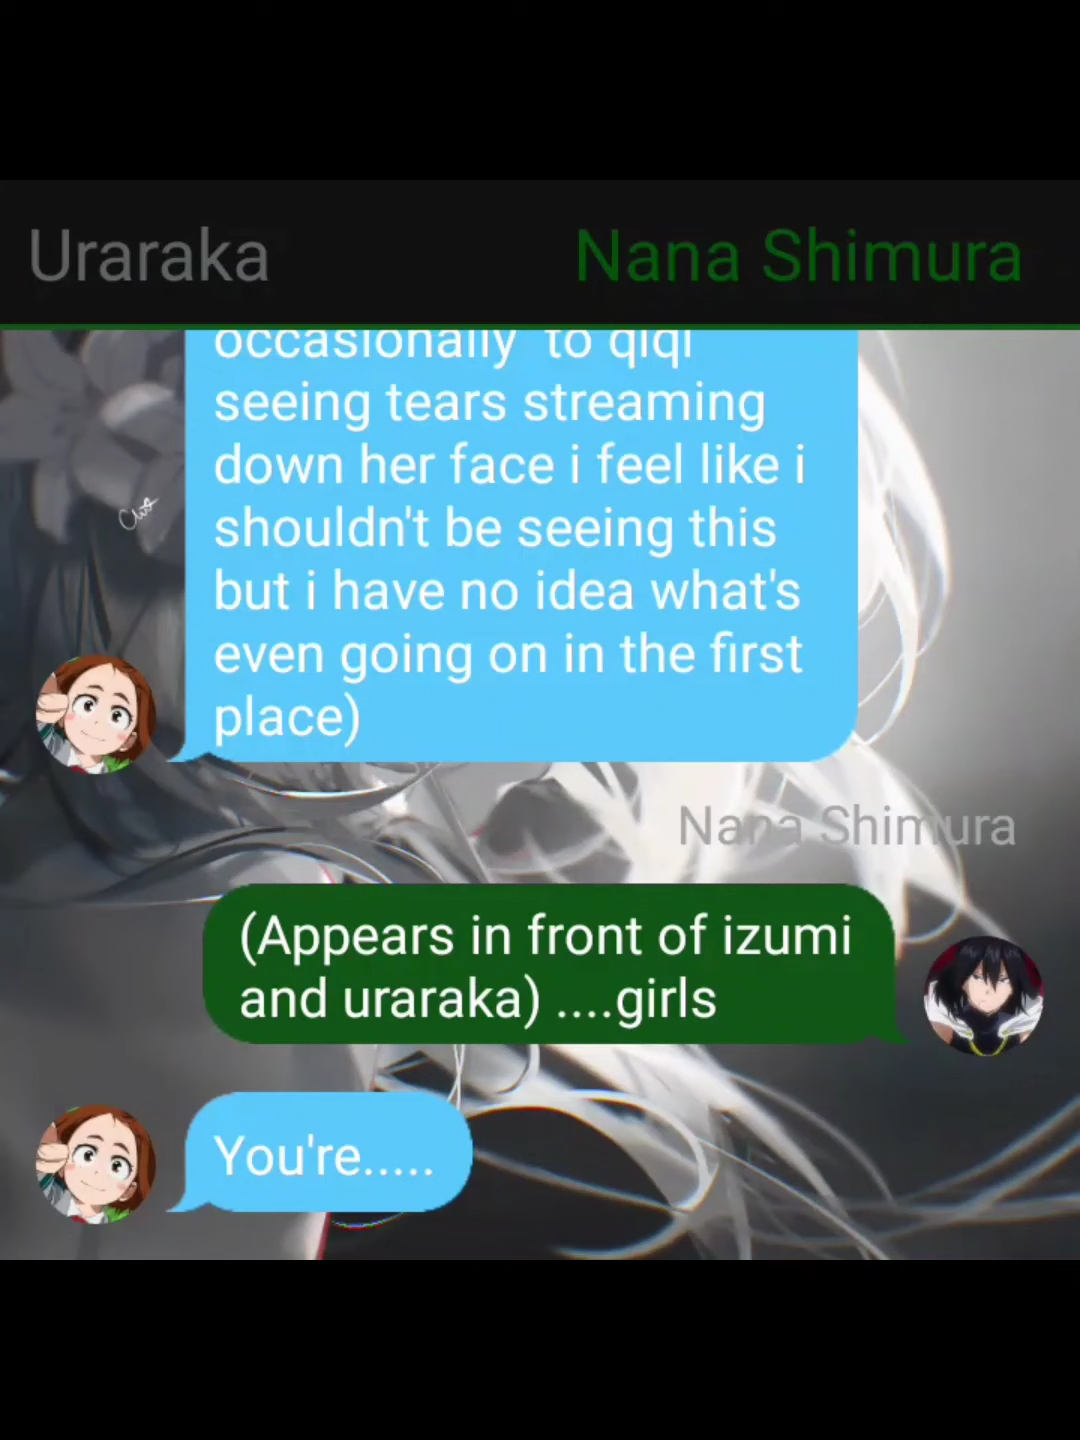 Uraraka
Nana Shimura
occasionally  to qiqi
seeing tears streaming
down her face i feel like i
shouldn't be seeing this
but i have no idea what's
even going on in the first
place)
Nana Shimura
(Appears in front of izumi
and uraraka) ....girls
You're.....